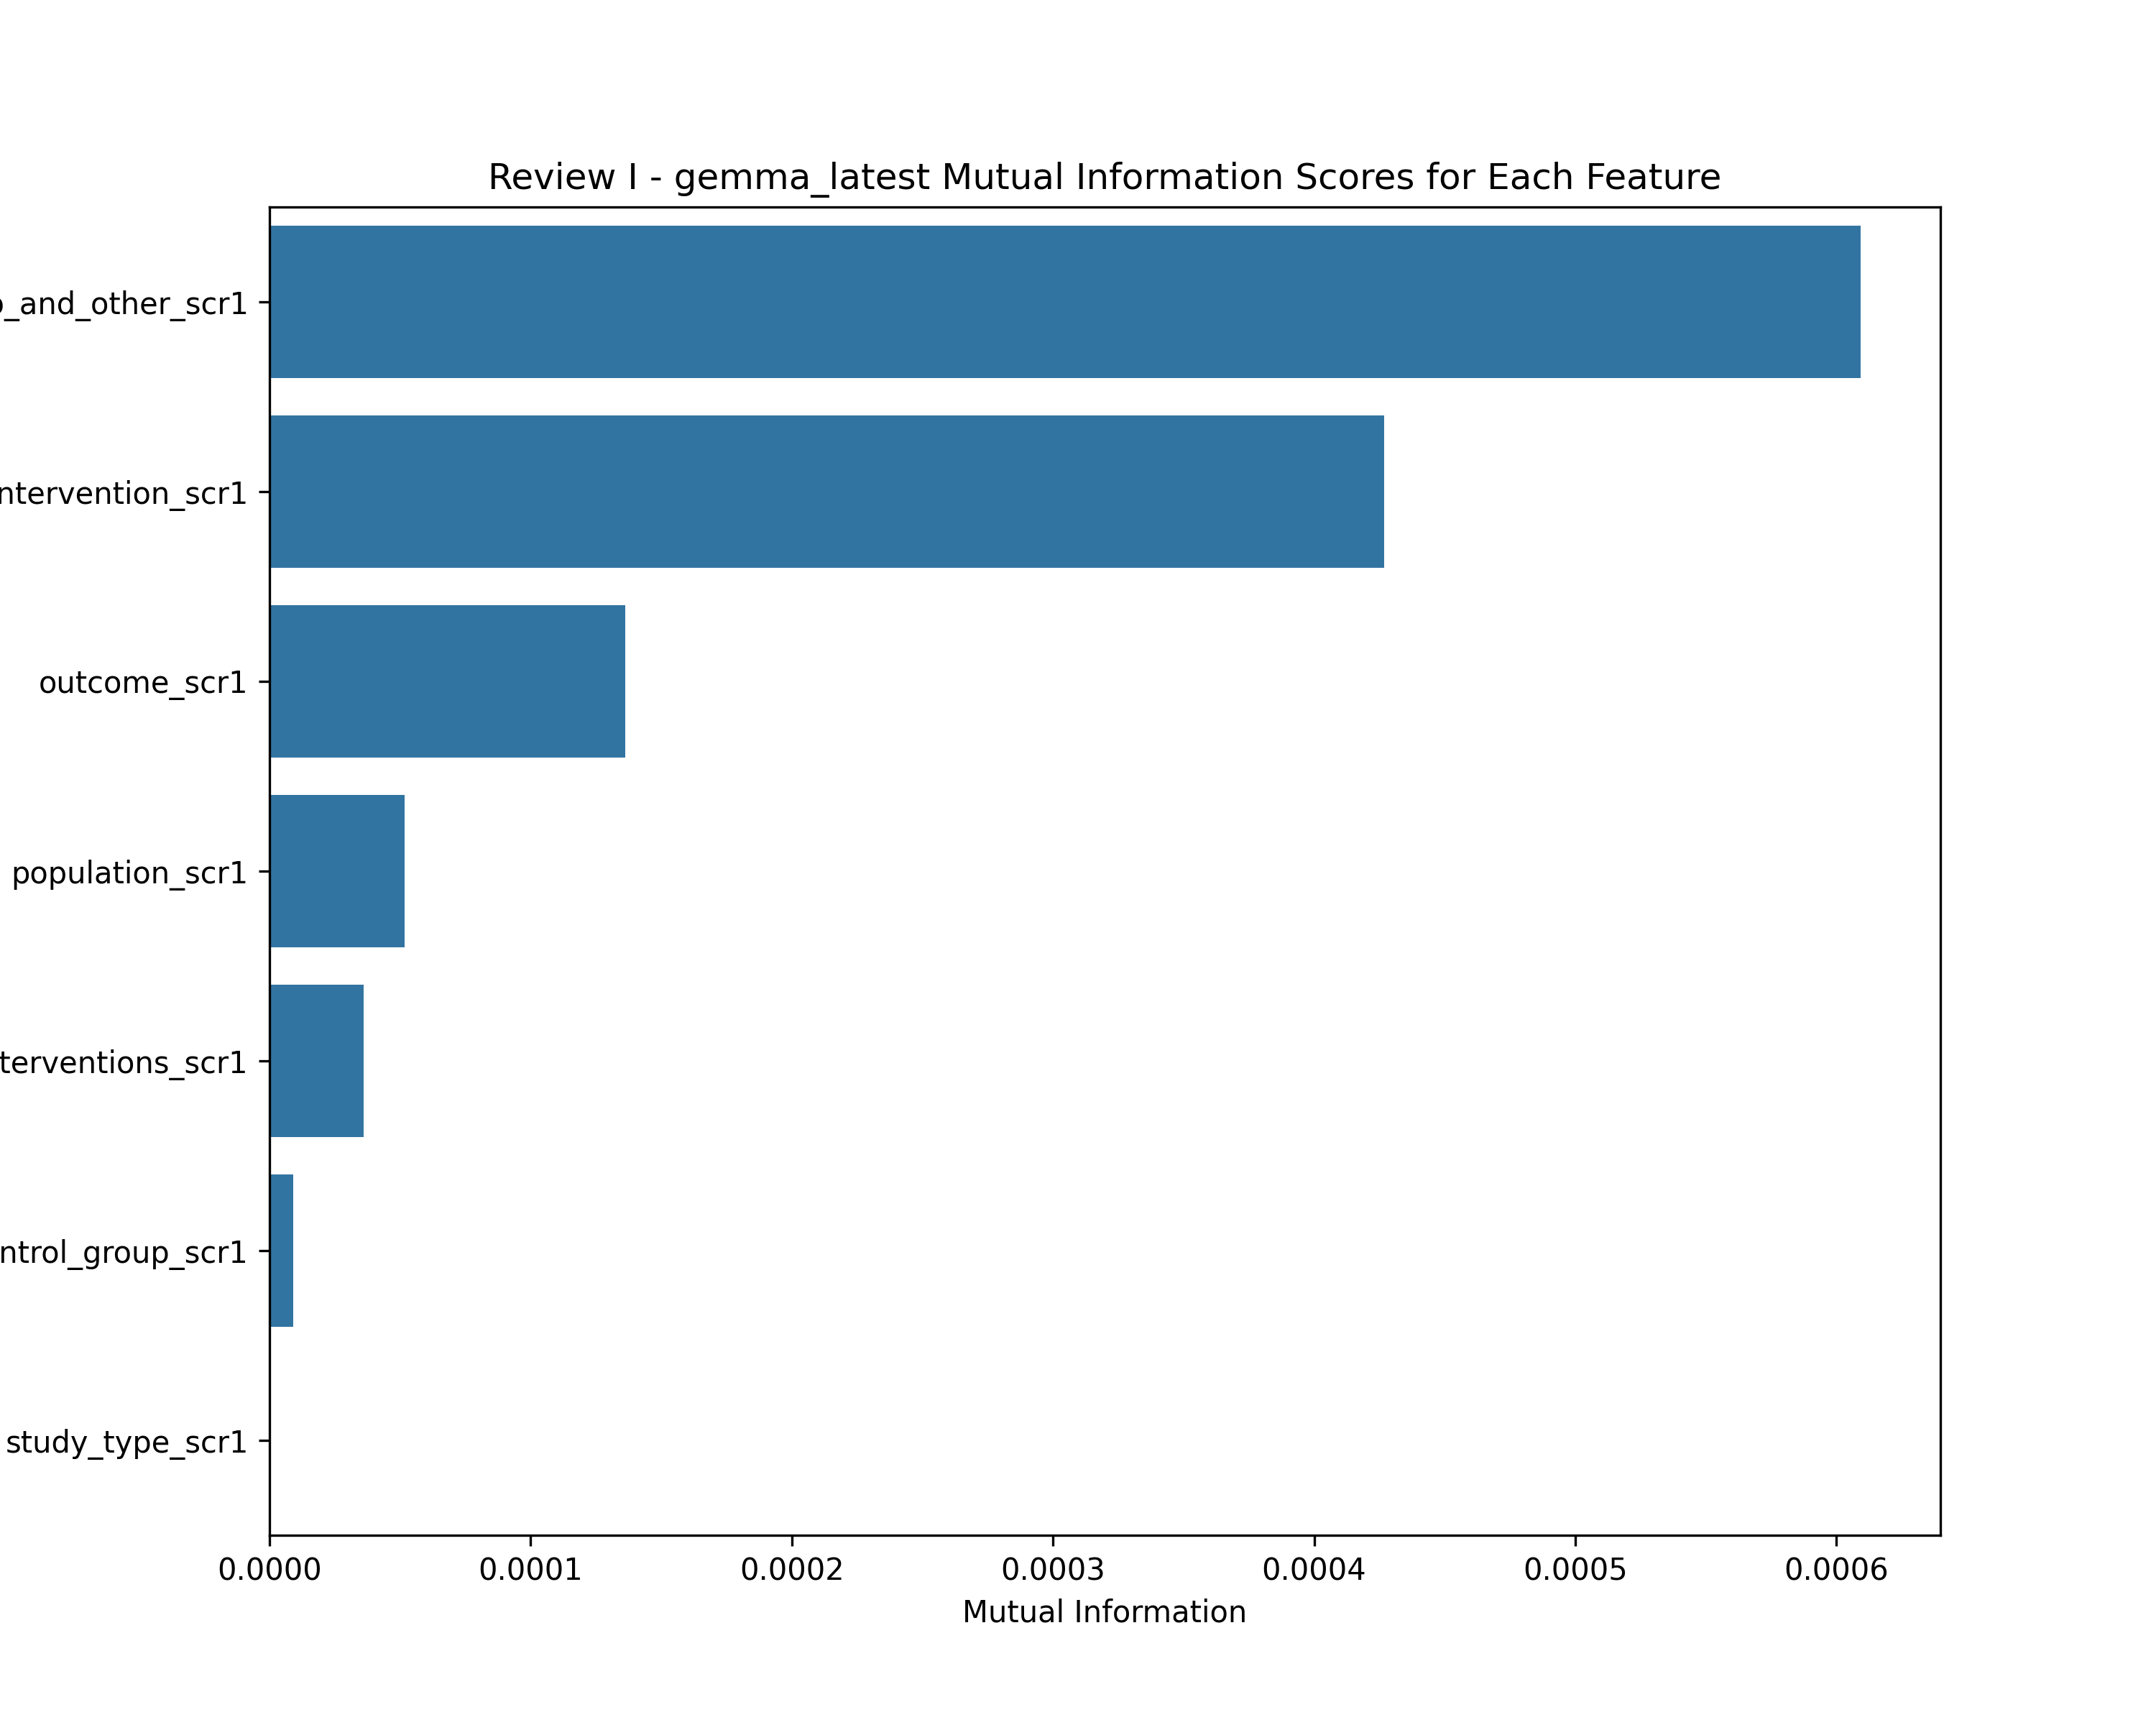 Review I - gemma_latest Mutual Information Scores for Each Feature
_and_other_scr1
ntervention_scr1
outcome_scr1
population_scr1
terventions_scr1
ntrol_group_scr1
study_type_scr1
0.0000 0.0001 0.0002 0.0003 0.0004 0.0005 0.0006
Mutual Information